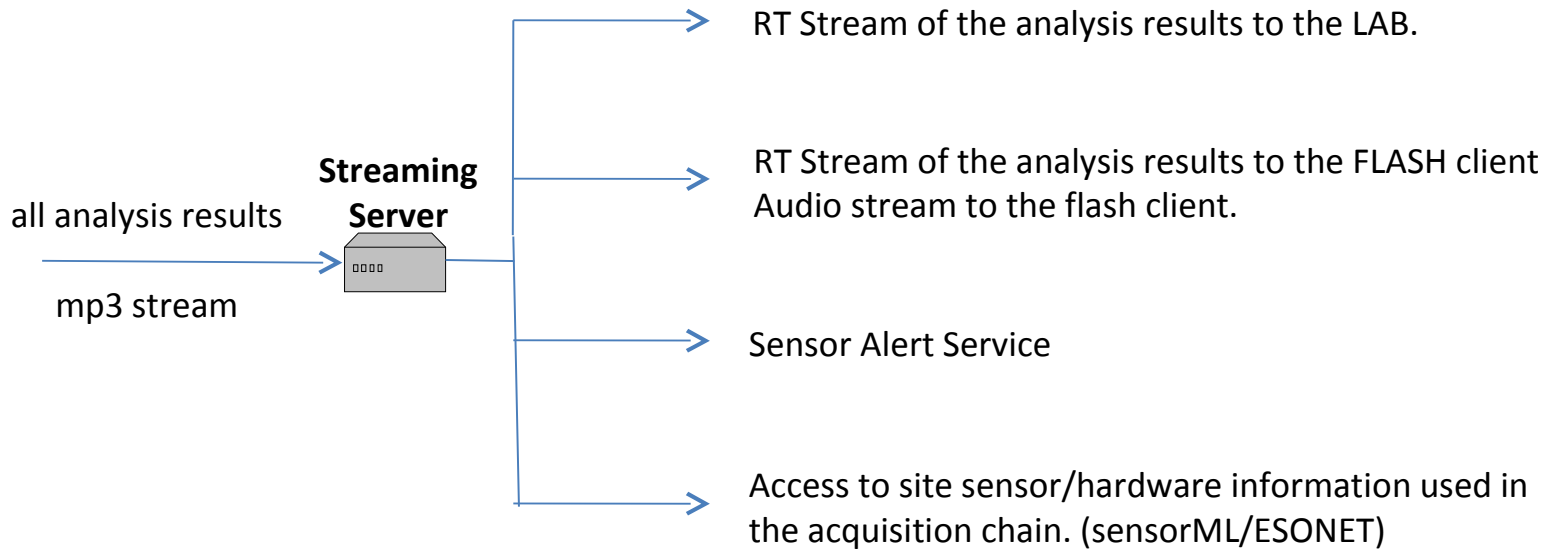 RT Stream of the analysis results to the LAB.
RT Stream of the analysis results to the FLASH client
Audio stream to the flash client.
Streaming
Server
all analysis results
mp3 stream
Sensor Alert Service
Access to site sensor/hardware information used in
the acquisition chain. (sensorML/ESONET)